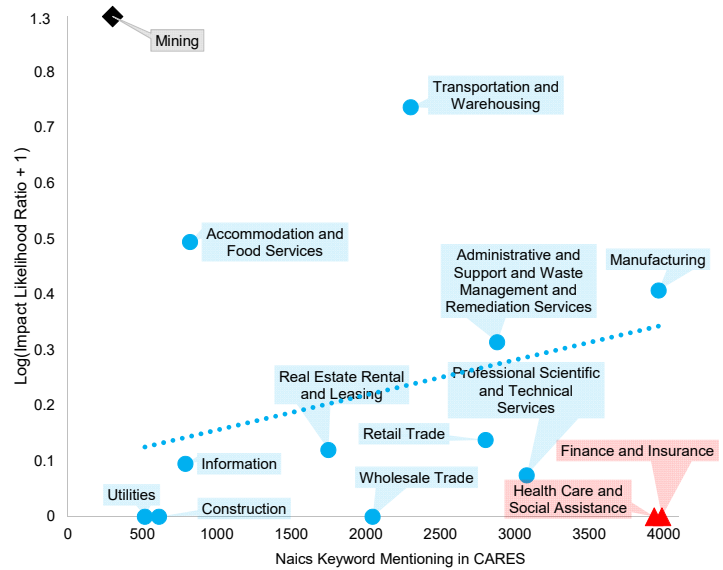 1.3
Mining
0.8
Transportation and
Warehousing
0.7
0.6
Accommodation and
Food Services
0.5
Administrative and
Support and Waste
Management and
Remediation Services
Manufacturing
0.4
Log(Impact Likelihood Ratio + 1)
0.3
Real Estate Rental
and Leasing
Professional Scientific
and Technical
Services
0.2
Retail Trade
Finance and Insurance
0.1
Information
Wholesale Trade
Health Care and
Social Assistance
Utilities
Construction
0
0
500
1000
1500
2000
2500
3000
3500
4000
Naics Keyword Mentioning in CARES